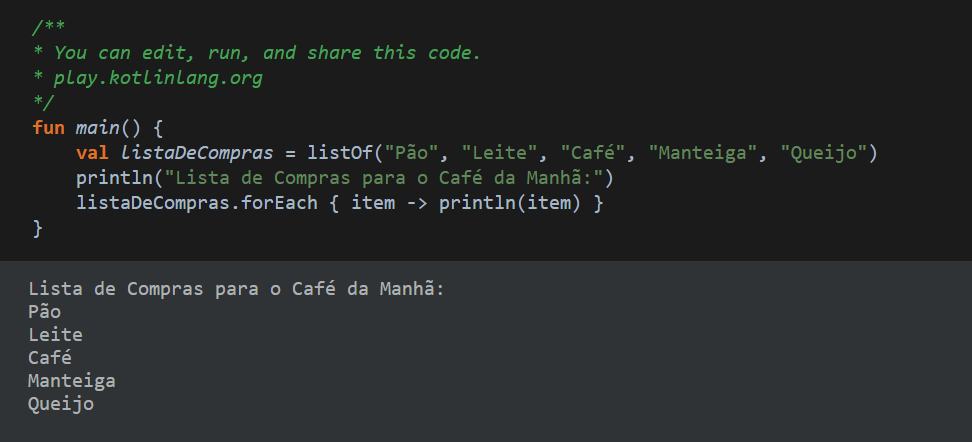 /**
* You can edit, run, and share this code.
* play.kotlinlang.org
*/
fun main() {
    val listaDeCompras = listOf("Pão", "Leite", "Café", "Manteiga", "Queijo")
    println("Lista de Compras para o Café da Manhã:")
    listaDeCompras.forEach { item -> println(item) }
}
Lista de Compras para o Café da Manhã:
Pão
Leite
Café
Manteiga
Queijo